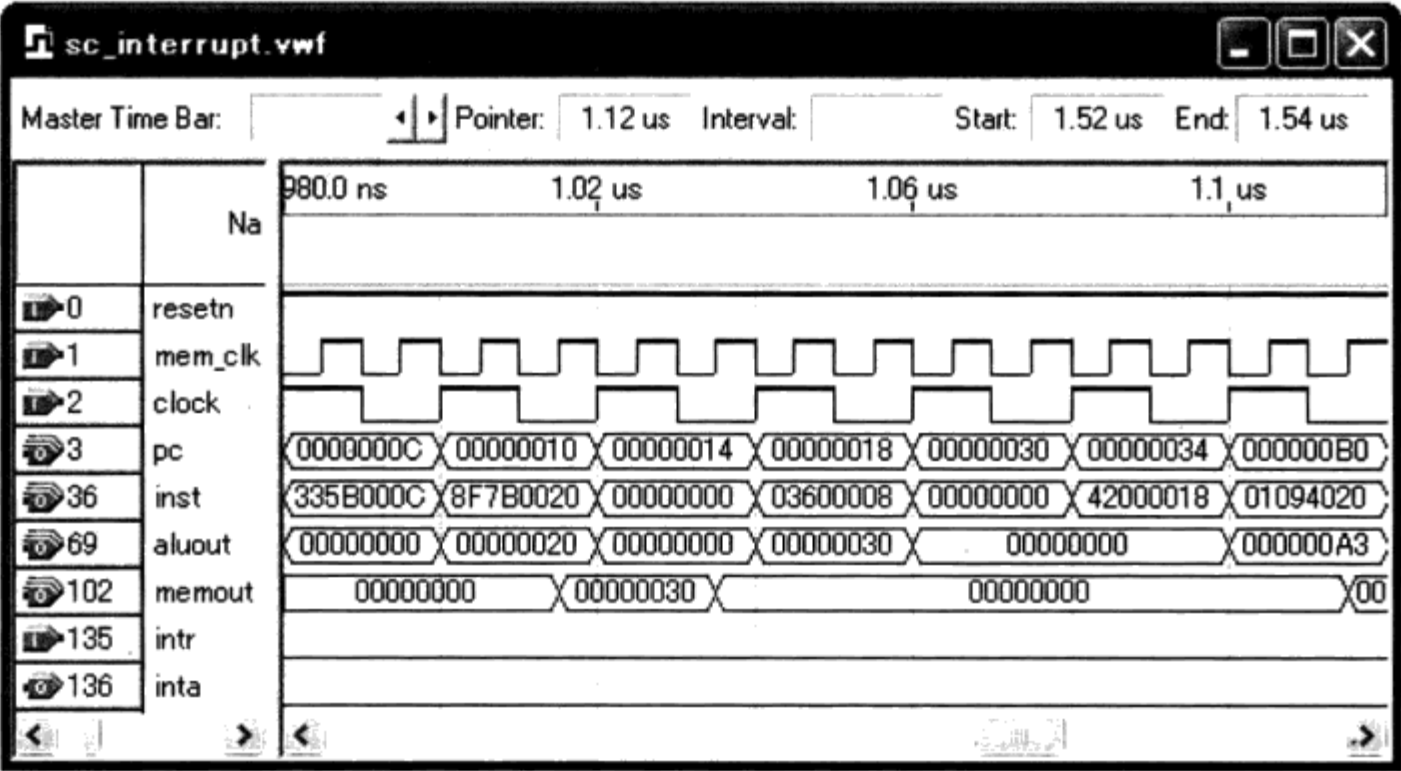 sc_interrupt.vwf
Master Time Bar: Pointer: 1.12 us Interval: Start: 1.52 us End: 1.54 us
Na
980.0 ns 1.02 us 1.06 us 1.1 us
0 resetn
1 mem_clk
2 clock
3 pc 0000000C 00000010 00000014 00000018 00000030 00000034 000000B0
36 inst 335B000C 8F7B0020 00000000 03600008 00000000 42000018 01094020
69 aluout 00000000 00000020 00000000 00000030 00000000 000000A3
102 memout 00000000 00000030 00000000 00
135 intr
136 inta